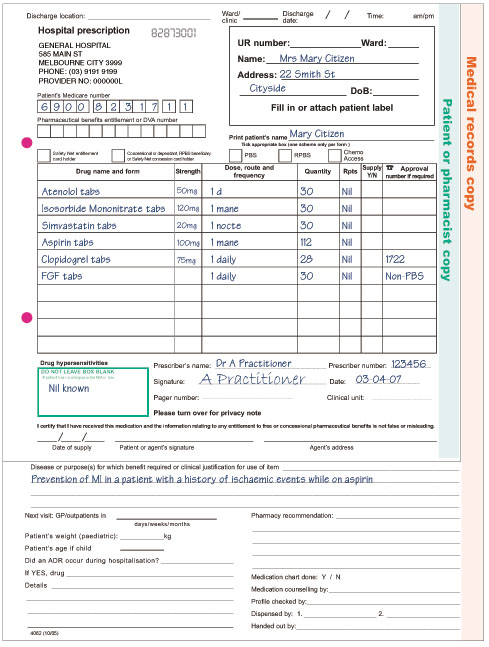 Discharge location:
Ward/ clinic
Discharge date: / /
Time: am/pm
Hospital prescription
82873001
GENERAL HOSPITAL
585 MAIN ST
MELBOURNE CITY 3999
PHONE: (03) 9191 9199
PROVIDER NO: 000000L
UR number: Ward:
Name: Mrs Mary Citizen
Address: 22 Smith St
Cityside DoB:
Fill in or attach patient label
Patient's Medicare number
6 9 0 0 8 2 3 1 7 1 1
Pharmaceutical benefits entitlement or DVA number
Print patient's name Mary Citizen
Tick appropriate box (one scheme only per form)
Safety Net entitlement card holder
Concessional or dependant, RPBS beneficiary or Safety Net concession card holder
PBS
RPBS
Chemo Access
Drug name and form Strength Dose, route and frequency Quantity Rpts Supply Y/N ☎ Approval number if required
Atenolol tabs 50mg 1 d 30 Nil
Isosorbide Mononitrate tabs 120mg 1 mane 30 Nil
Simvastatin tabs 20mg 1 nocte 30 Nil
Aspirin tabs 100mg 1 mane 112 Nil
Clopidogrel tabs 75mg 1 daily 28 Nil 1722
FGF tabs 1 daily 30 Nil Non-PBS
Drug hypersensitivities
DO NOT LEAVE BOX BLANK
Nil known
Prescriber's name: Dr A Practitioner Prescriber number: 123456
Signature: A Practitioner Date: 03-04-07
Pager number: Clinical unit:
Please turn over for privacy note
I certify that I have received this medication and the information relating to any entitlement to free or concessional pharmaceutical benefits is not false or misleading.
/ /
Date of supply Patient or agent's signature Agent's address
Disease or purpose(s) for which benefit required or clinical justification for use of item
Prevention of MI in a patient with a history of ischaemic events while on aspirin
Next visit: GP/outpatients in
days/weeks/months
Patient's weight (paediatric): kg
Patient's age if child
Did an ADR occur during hospitalisation?
If YES, drug
Details
4062 (10/05)
Pharmacy recommendation:
Medication chart done: Y / N
Medication counselling by:
Profile checked by:
Dispensed by: 1. 2.
Handed out by:
Patient or pharmacist copy
Medical records copy